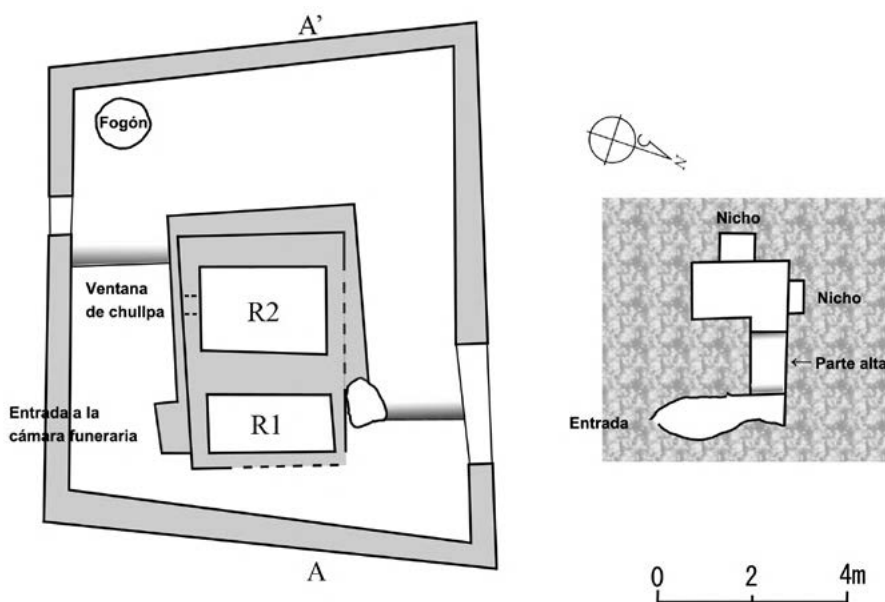 A’
Fogón
Ventana
de chullpa
R2
Entrada a la
cámara funeraria
R1
A
N
Nicho
Nicho
← Parte alta
Entrada
0 2 4m